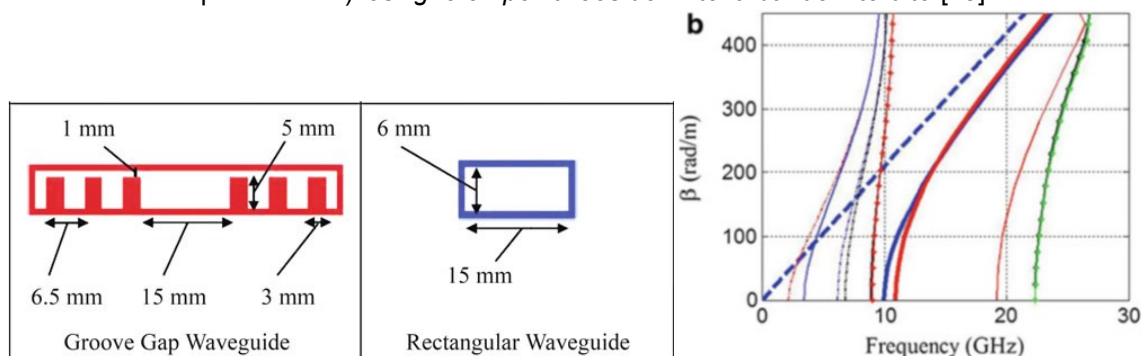 1 mm
5 mm
6.5 mm
15 mm
3 mm
Groove Gap Waveguide
6 mm
15 mm
Rectangular Waveguide
b
β (rad/m)
400
300
200
100
0
0
10
20
30
Frequency (GHz)